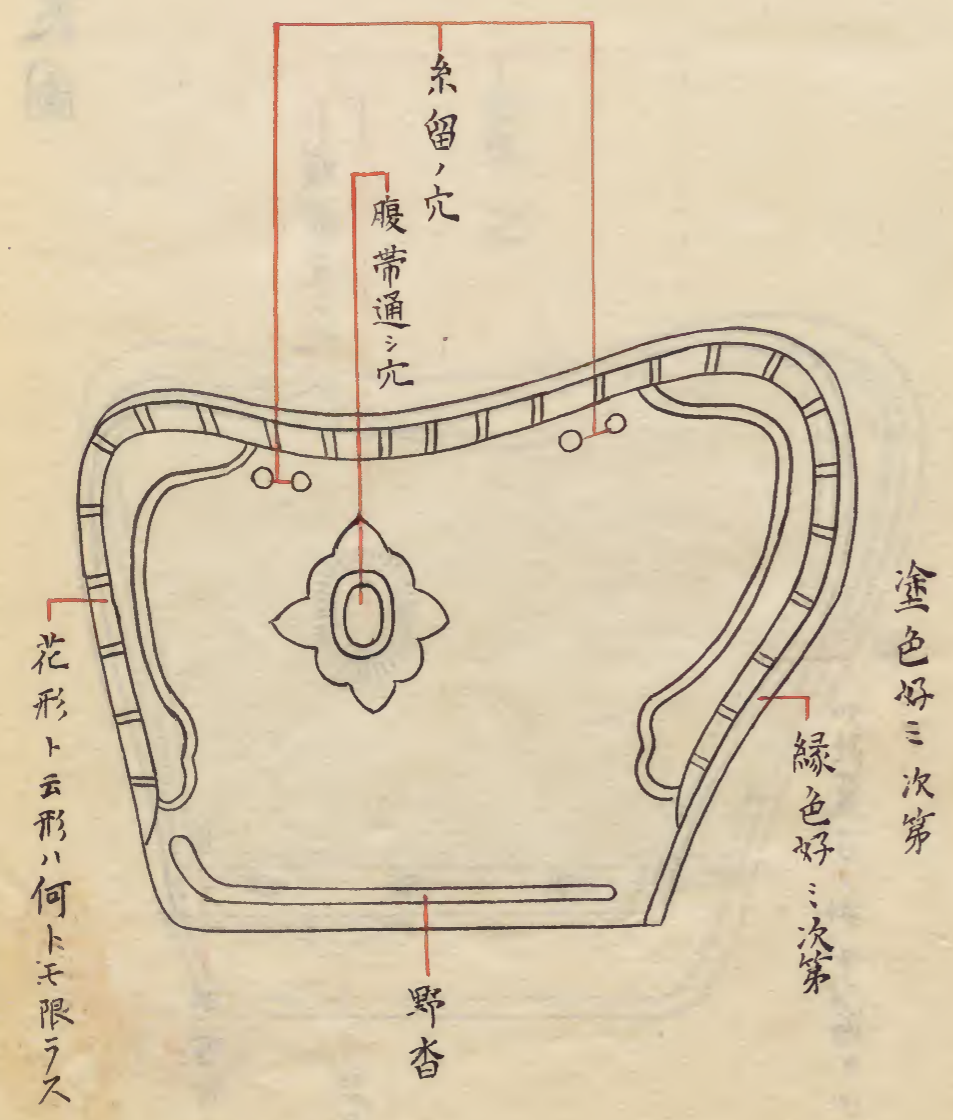 塗色好ミ次第
縁色好ミ次第
糸留ノ穴
腹帯通シ穴
野沓
花形ト云形ハ何トモ限ラス